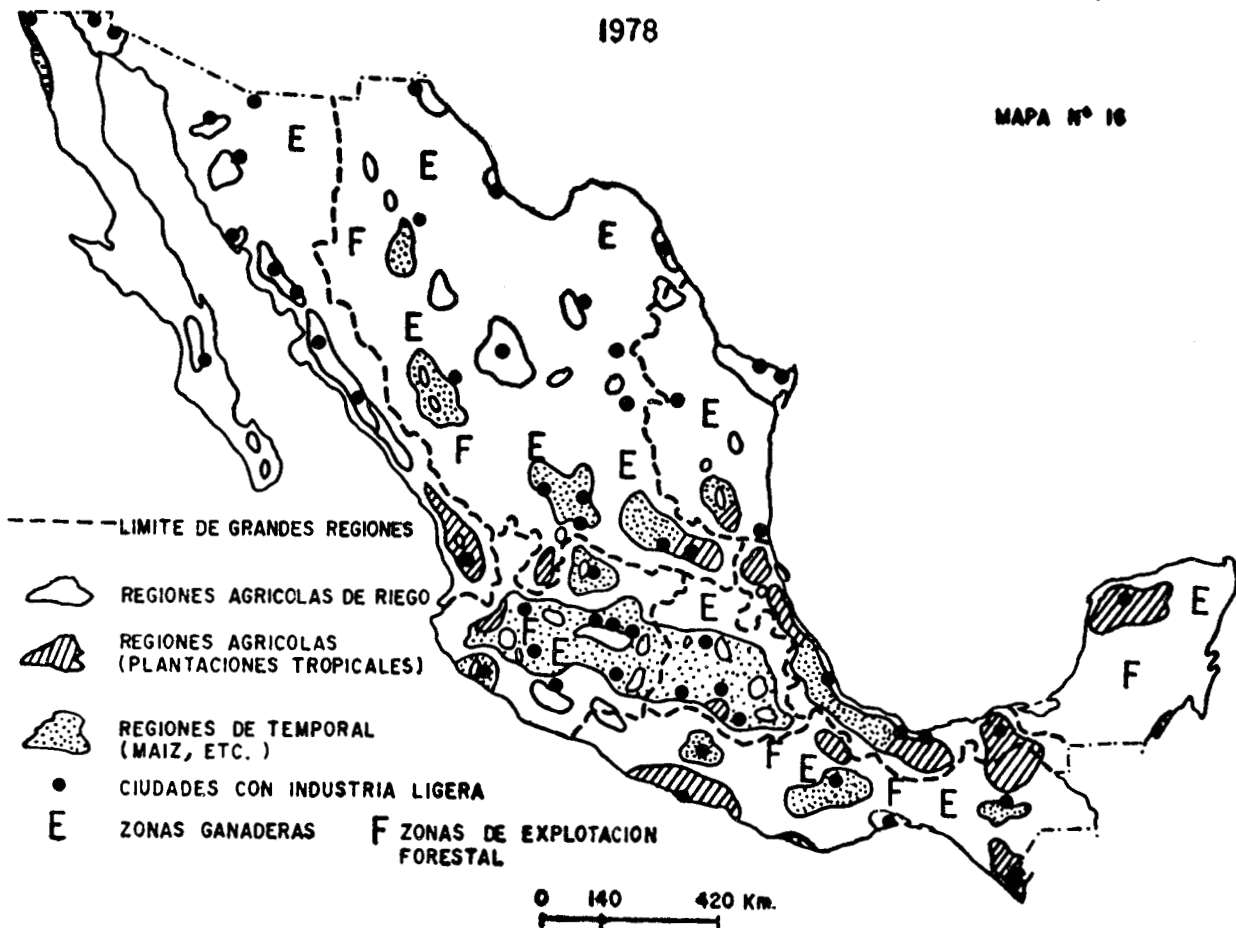 1978
MAPA Nº 16
E
E
E
F
E
E
F
E
E
E
E
F
E
F
F
E
F
E
E
F
LIMITE DE GRANDES REGIONES
REGIONES AGRICOLAS DE RIEGO
REGIONES AGRICOLAS
(PLANTACIONES TROPICALES)
REGIONES DE TEMPORAL
(MAIZ, ETC.)
CIUDADES CON INDUSTRIA LIGERA
E ZONAS GANADERAS
F ZONAS DE EXPLOTACION
FORESTAL
0 140 420 Km.